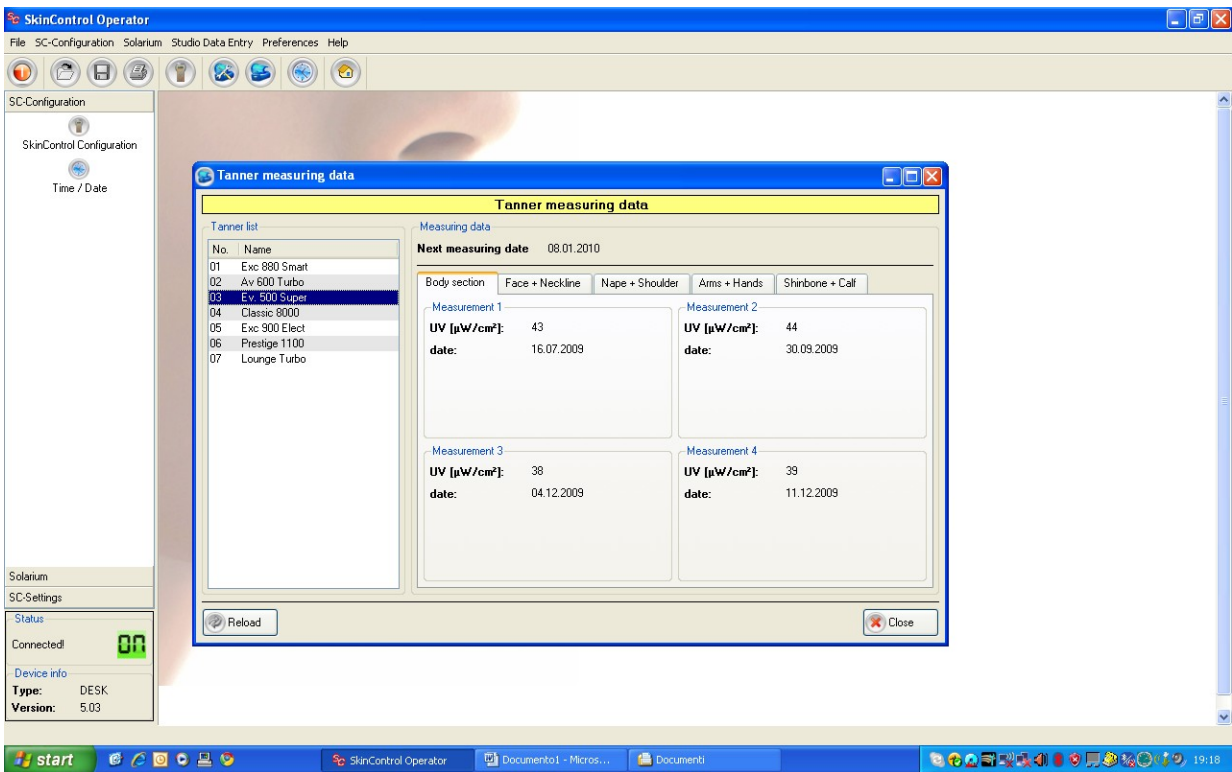 SC SkinControl Operator
File SC-Configuration Solarium Studio Data Entry Preferences Help
SC-Configuration
SkinControl Configuration
Time / Date
Tanner measuring data
Tanner measuring data
Tanner list
No. Name
01 Exc 880 Smart
02 Av 600 Turbo
03 Ev. 500 Super
04 Classic 8000
05 Exc 900 Elect
06 Prestige 1100
07 Lounge Turbo
Measuring data
Next measuring date 08.01.2010
Body section Face + Neckline Nape + Shoulder Arms + Hands Shinbone + Calf
Measurement 1
UV [µW/cm²]: 43
date: 16.07.2009
Measurement 2
UV [µW/cm²]: 44
date: 30.09.2009
Measurement 3
UV [µW/cm²]: 38
date: 04.12.2009
Measurement 4
UV [µW/cm²]: 39
date: 11.12.2009
Reload Close
Solarium
SC-Settings
Status
Connected! ON
Device info
Type: DESK
Version: 5.03
start SC SkinControl Operator Documento1 - Micros... Documenti 19:18